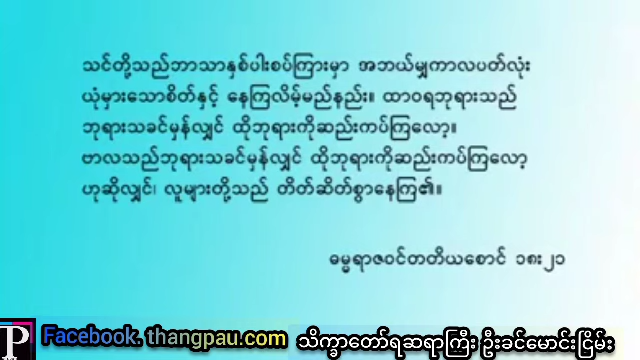 သင်တို့သည်ဘာသာနှစ်ပါးစပ်ကြားမှာ အဘယ်မျှကာလပတ်လုံး
ယုံမှားသောစိတ်နှင့် နေကြလိမ့်မည်နည်း။ ထာဝရဘုရားသည်
ဘုရားသခင်မှန်လျှင် ထိုဘုရားကိုဆည်းကပ်ကြလော့။
ဗာလသည်ဘုရားသခင်မှန်လျှင် ထိုဘုရားကိုဆည်းကပ်ကြလော့
ဟုဆိုလျှင်၊ လူများတို့သည် တိတ်ဆိတ်စွာနေကြ၏။
ဓမ္မရာဇဝင်တတိယစောင် ၁၈း၂၁
P Facebook. thangpau.com သိက္ခာတော်ရဆရာကြီး ဦးခင်မောင်းငြိမ်း